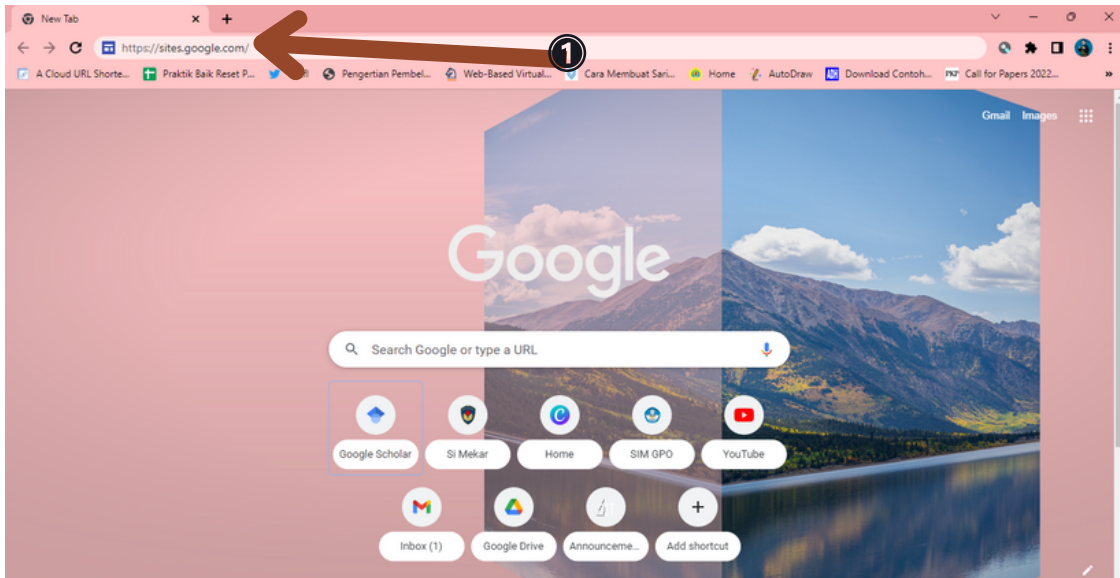 New Tab
https://sites.google.com/
1
A Cloud URL Shorte... Praktik Baik Reset P... Pengertian Pembel... Web-Based Virtual... Cara Membuat Sari... Home AutoDraw Download Contoh... PKP Call for Papers 2022... »
Gmail Images
Google
Search Google or type a URL
Google Scholar Si Mekar Home SIM GPO YouTube
Inbox (1) Google Drive Announceme... Add shortcut